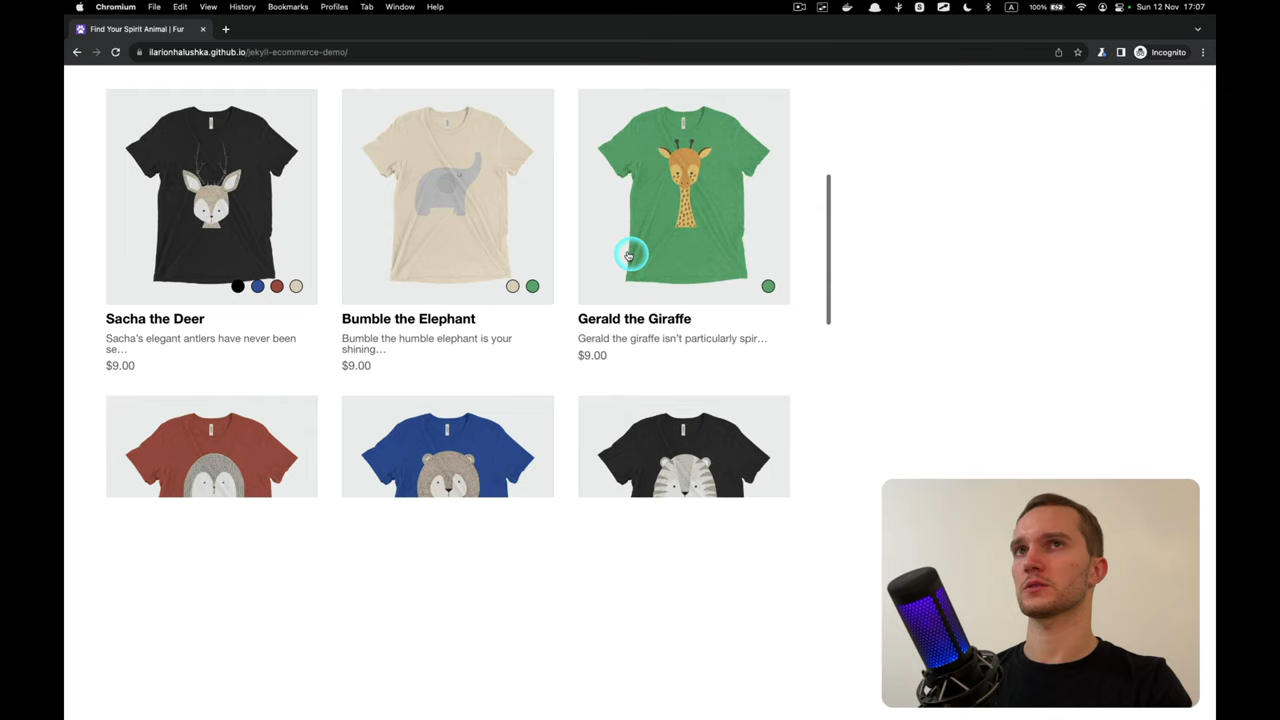 Chromium File Edit View History Bookmarks Profiles Tab Window Help
100% Sun 12 Nov 17:07
Find Your Spirit Animal | Fur
ilarionhalushka.github.io/jekyll-ecommerce-demo/
Incognito
Sacha the Deer
Sacha’s elegant antlers have never been
se…
$9.00
Bumble the Elephant
Bumble the humble elephant is your
shining…
$9.00
Gerald the Giraffe
Gerald the giraffe isn’t particularly spir…
$9.00